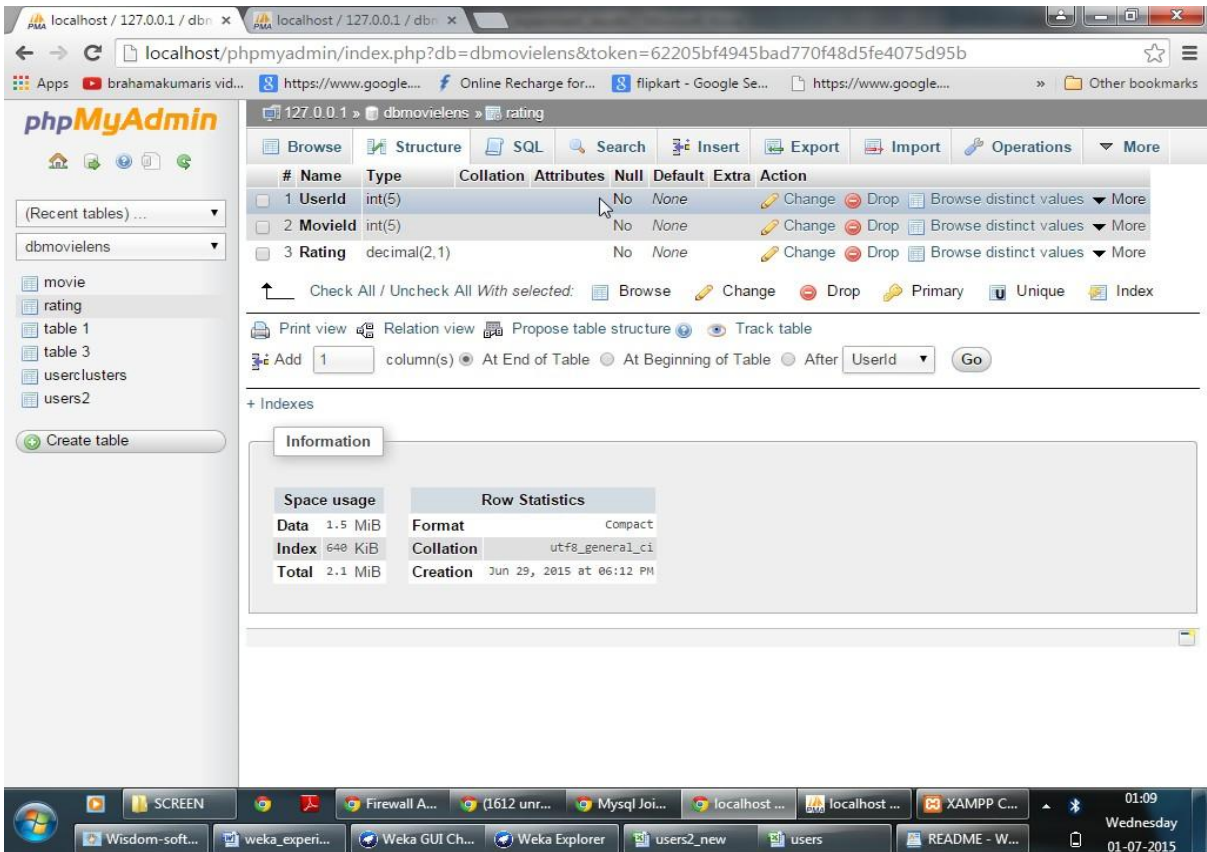 localhost / 127.0.0.1 / dbn × localhost / 127.0.0.1 / dbr ×
localhost/phpmyadmin/index.php?db=dbmovielens&token=62205bf4945bad770f48d5fe4075d95b
Apps brahamakumaris vid... https://www.google.... Online Recharge for... flipkart - Google Se... https://www.google.... » Other bookmarks
phpMyAdmin
(Recent tables) ...
dbmovielens
movie
rating
table 1
table 3
userclusters
users2
Create table
127.0.0.1 » dbmovielens » rating
Browse Structure SQL Search Insert Export Import Operations More
# Name Type Collation Attributes Null Default Extra Action
1 UserId int(5) No None Change Drop Browse distinct values More
2 MovieId int(5) No None Change Drop Browse distinct values More
3 Rating decimal(2,1) No None Change Drop Browse distinct values More
Check All / Uncheck All With selected: Browse Change Drop Primary Unique Index
Print view Relation view Propose table structure Track table
Add 1 column(s) At End of Table At Beginning of Table After UserId Go
+ Indexes
Information
Space usage
Data 1.5 MiB
Index 640 KiB
Total 2.1 MiB
Row Statistics
Format Compact
Collation utf8_general_ci
Creation Jun 29, 2015 at 06:12 PM
SCREEN Firewall A... (1612 unr... Mysql Joi... localhost ... localhost ... XAMPP C...
Wisdom-soft... weka_experi... Weka GUI Ch... Weka Explorer users2_new users README - W...
01:09
Wednesday
01-07-2015